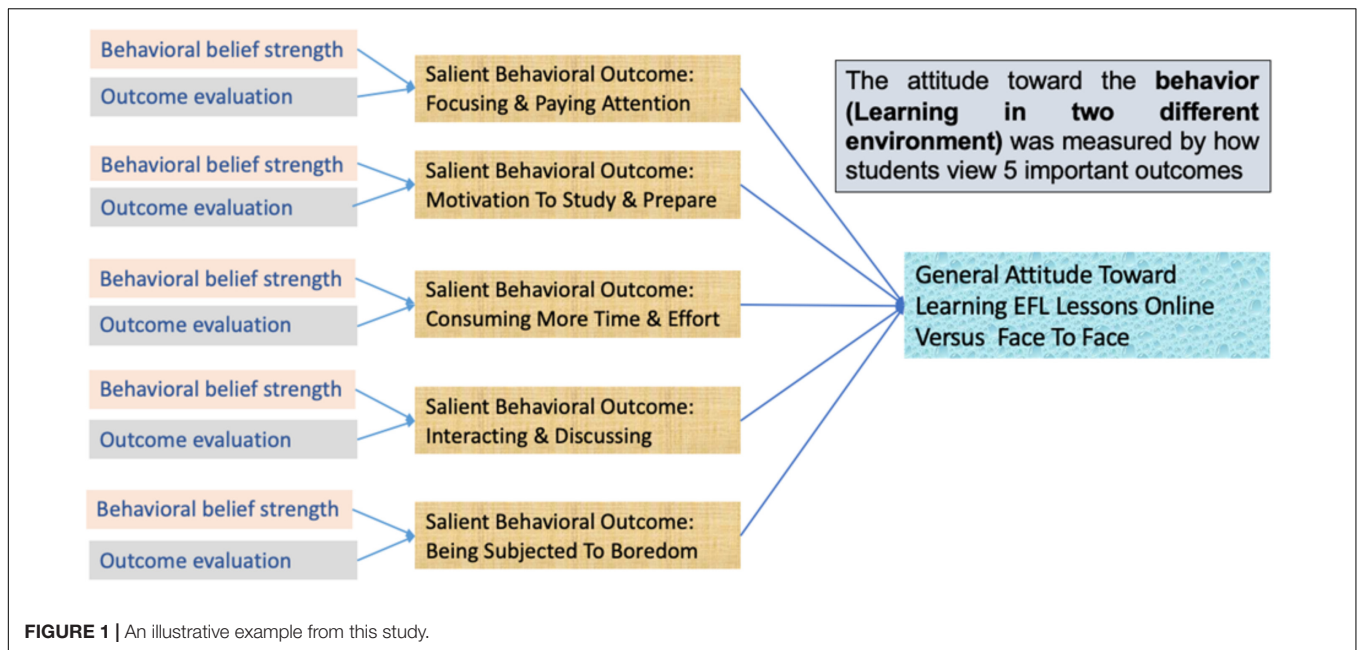 Behavioral belief strength
Outcome evaluation
Salient Behavioral Outcome:
Focusing & Paying Attention
Behavioral belief strength
Outcome evaluation
Salient Behavioral Outcome:
Motivation To Study & Prepare
Behavioral belief strength
Outcome evaluation
Salient Behavioral Outcome:
Consuming More Time & Effort
Behavioral belief strength
Outcome evaluation
Salient Behavioral Outcome:
Interacting & Discussing
Behavioral belief strength
Outcome evaluation
Salient Behavioral Outcome:
Being Subjected To Boredom
The attitude toward the behavior
(Learning in two different
environment) was measured by how
students view 5 important outcomes
General Attitude Toward
Learning EFL Lessons Online
Versus Face To Face
FIGURE 1 | An illustrative example from this study.